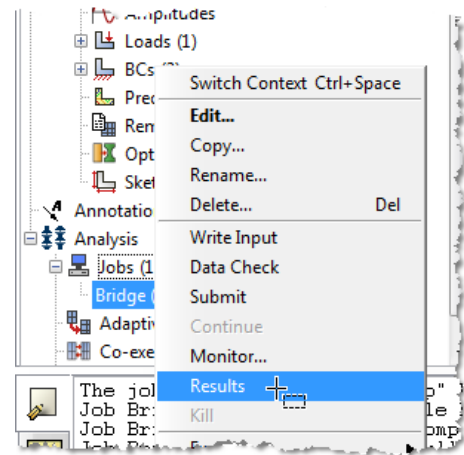 Amplitudes
Loads (1)
BCs
Switch Context Ctrl+Space
Edit...
Copy...
Rename...
Delete... Del
Annotatio
Analysis
Write Input
Jobs (1
Data Check
Bridge (
Submit
Adaptiv
Continue
Co-exe
Monitor...
Results
The jol
Job Bri
Kill
Job Bri